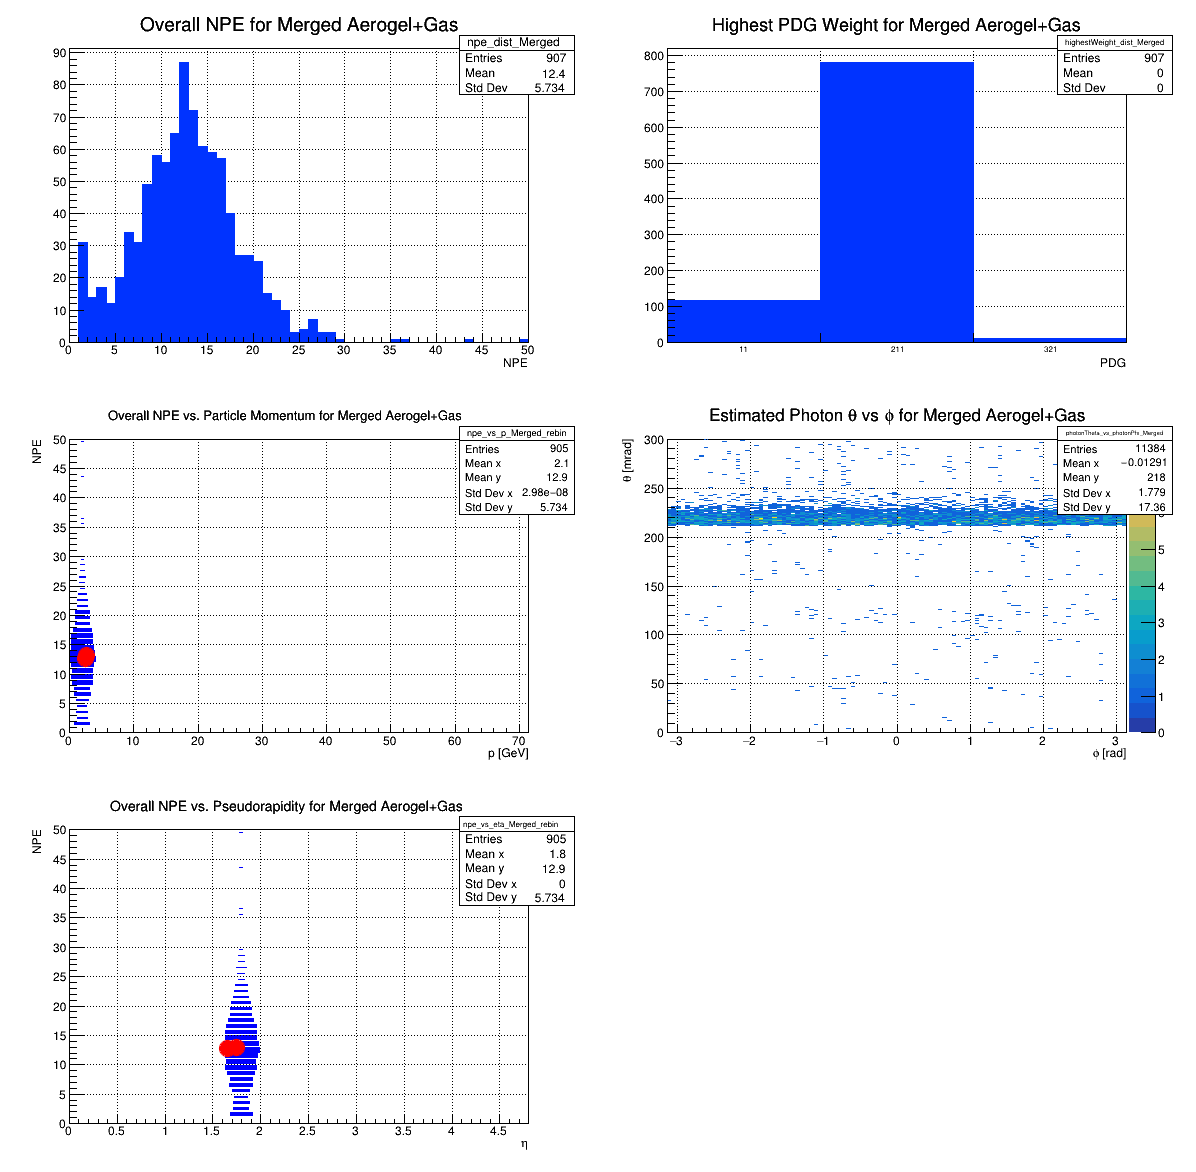 Overall NPE for Merged Aerogel+Gas
npe_dist_Merged
Entries 907
Mean 12.4
Std Dev 5.734
90
80
70
60
50
40
30
20
10
0
0 5 10 15 20 25 30 35 40 45 50
NPE
Highest PDG Weight for Merged Aerogel+Gas
highestWeight_dist_Merged
Entries 907
Mean 0
Std Dev 0
800
700
600
500
400
300
200
100
0
11 211 321
PDG
Overall NPE vs. Particle Momentum for Merged Aerogel+Gas
npe_vs_p_Merged_rebin
Entries 905
Mean x 2.1
Mean y 12.9
Std Dev x 2.98e−08
Std Dev y 5.734
NPE
50
45
40
35
30
25
20
15
10
5
0
0 10 20 30 40 50 60 70
p [GeV]
Estimated Photon θ vs ϕ for Merged Aerogel+Gas
photonTheta_vs_photonPhi_Merged
Entries 11384
Mean x −0.01291
Mean y 218
Std Dev x 1.779
Std Dev y 17.36
θ [mrad]
300
250
200
150
100
50
0
−3 −2 −1 0 1 2 3
ϕ [rad]
5
4
3
2
1
0
Overall NPE vs. Pseudorapidity for Merged Aerogel+Gas
npe_vs_eta_Merged_rebin
Entries 905
Mean x 1.8
Mean y 12.9
Std Dev x 0
Std Dev y 5.734
NPE
50
45
40
35
30
25
20
15
10
5
0
0 0.5 1 1.5 2 2.5 3 3.5 4 4.5
η